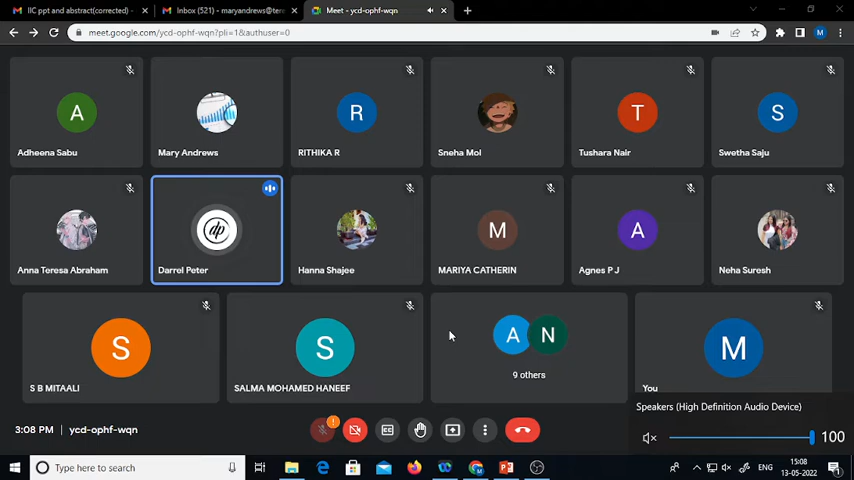 IIC ppt and abstract(corrected)
Inbox (521) - maryandrews@ter
Meet - ycd-ophf-wqn
meet.google.com/ycd-ophf-wqn?pli=1&authuser=0
M
A
R
T
S
Adheena Sabu
Mary Andrews
RITHIKA R
Sneha Mol
Tushara Nair
Swetha Saju
dp
M
A
Anna Teresa Abraham
Darrel Peter
Hanna Shajee
MARIYA CATHERIN
Agnes P J
Neha Suresh
S
S
A
N
M
9 others
S B MITAALI
SALMA MOHAMED HANEEF
You
Speakers (High Definition Audio Device)
100
3:08 PM | ycd-ophf-wqn
Type here to search
ENG
15:08
13-05-2022